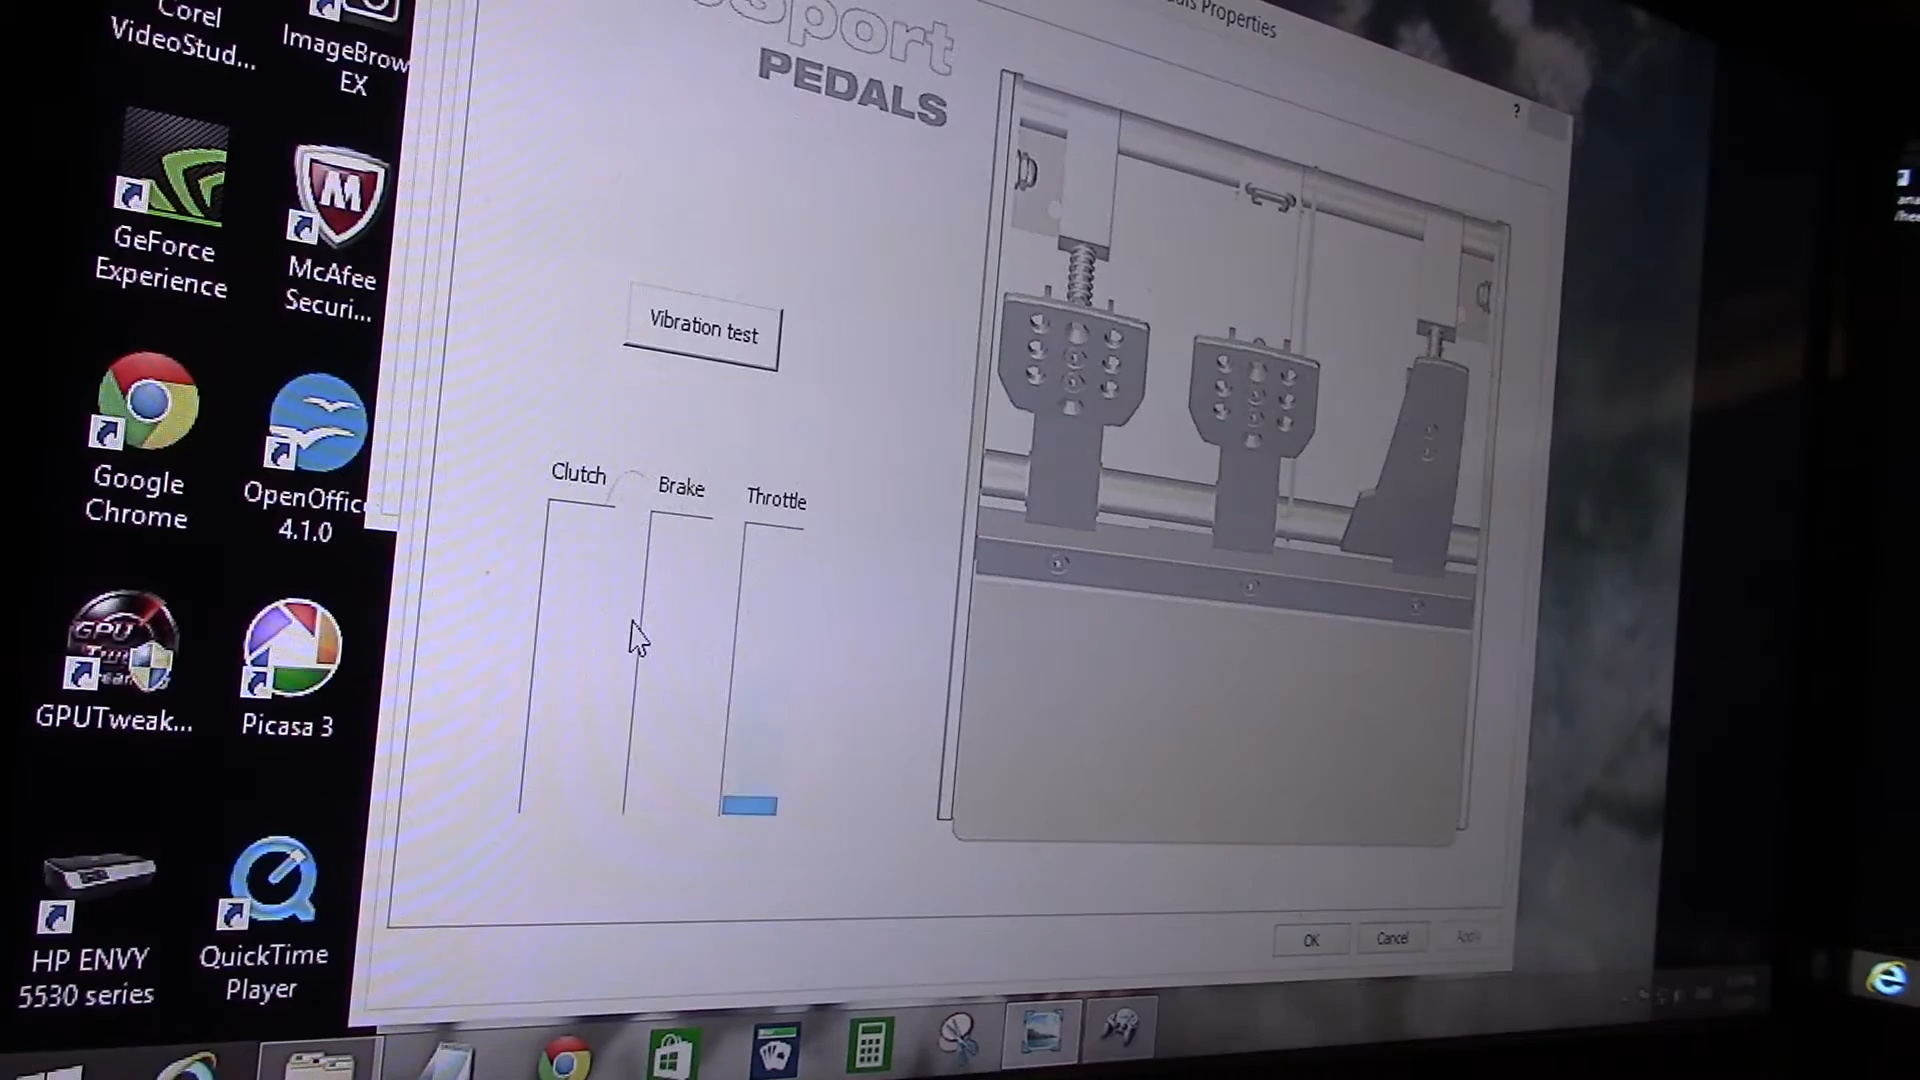 Corel
VideoStud...
ImageBrow
EX
GeForce
Experience
McAfee
Securi...
Google
Chrome
OpenOffic
4.1.0
GPUTweak...
Picasa 3
HP ENVY
5530 series
QuickTime
Player
Properties
?
Sport
PEDALS
Vibration test
Clutch
Brake
Throttle
OK
Cancel
Apply